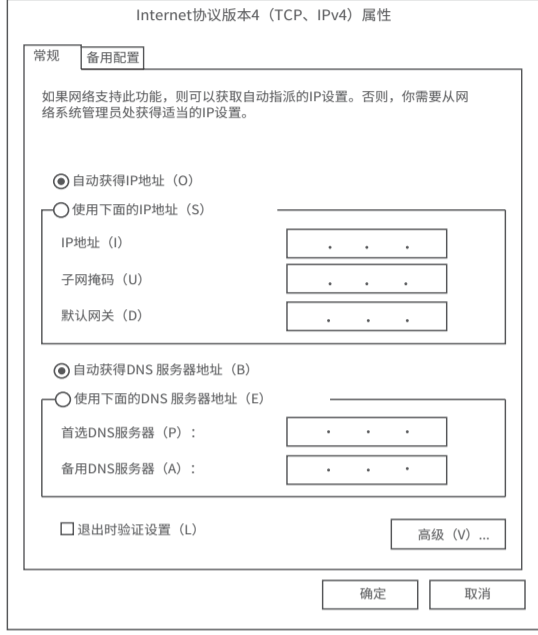 Internet协议版本4（TCP、IPv4）属性
常规
备用配置
如果网络支持此功能，则可以获取自动指派的IP设置。否则，你需要从网
络系统管理员处获得适当的IP设置。
自动获得IP地址（O）
使用下面的IP地址（S）
IP地址（I）
子网掩码（U）
默认网关（D）
自动获得DNS 服务器地址（B）
使用下面的DNS 服务器地址（E）
首选DNS服务器（P）:
备用DNS服务器（A）:
退出时验证设置（L）
高级（V）...
确定
取消